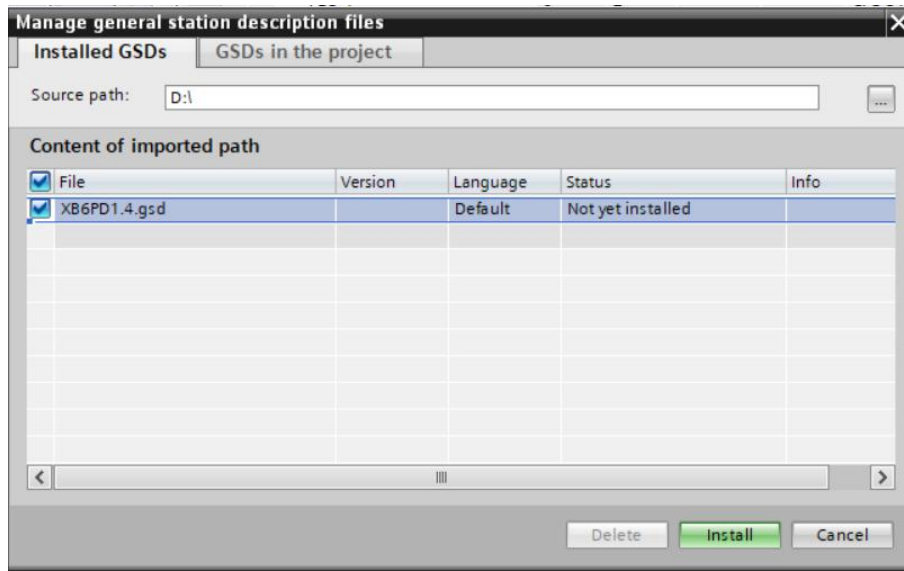 Manage general station description files
Installed GSDs GSDs in the project
Source path: D:\ ...
Content of imported path
File Version Language Status Info
XB6PD1.4.gsd Default Not yet installed
Delete Install Cancel